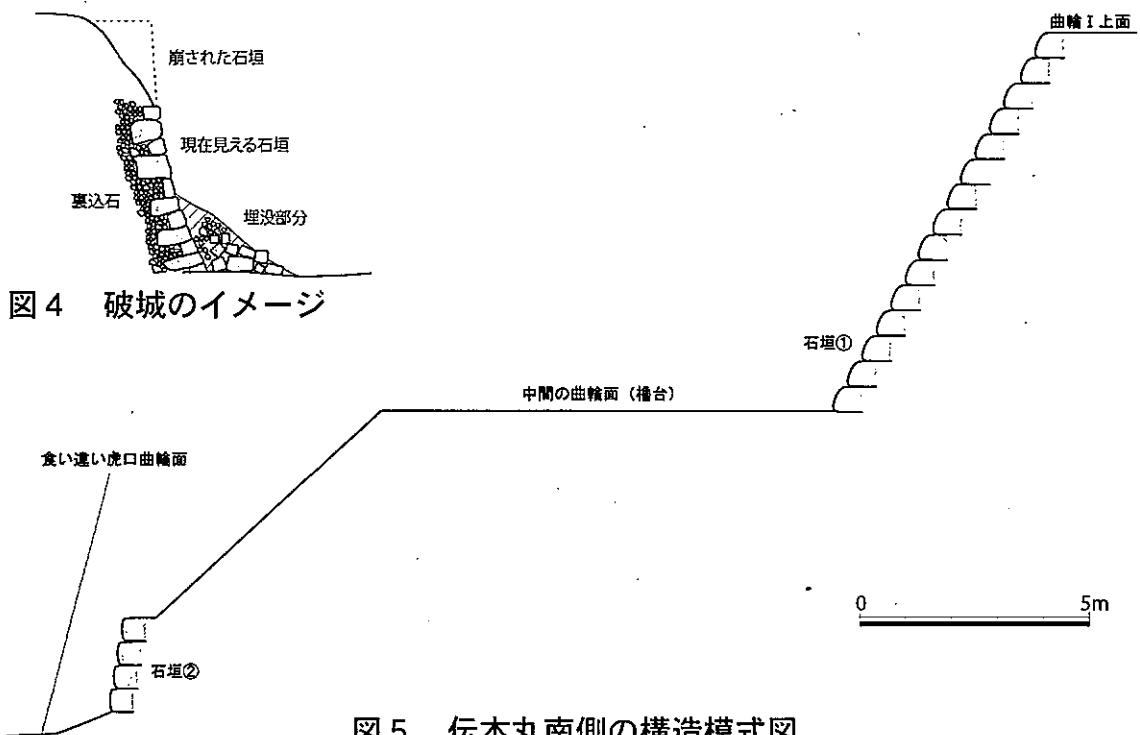 崩された石垣
現在見える石垣
裏込石
埋没部分
図4 破城のイメージ
曲輪Ⅰ上面
石垣①
中間の曲輪面（櫓台）
食い違い虎口曲輪面
石垣②
0 5m
図5 伝本丸南側の構造模式図